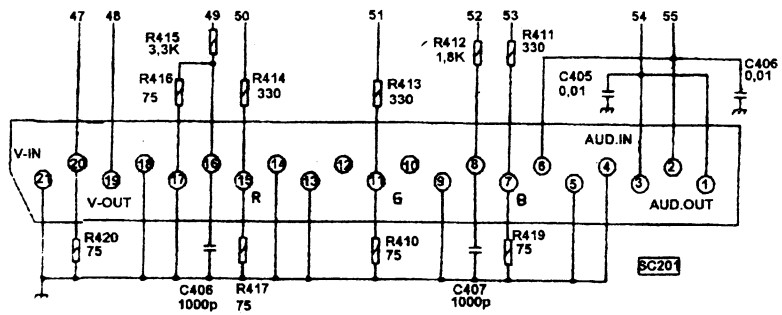 47 48 49 50 51 52 53 54 55
R415
3,3K
R416
75
R414
330
R413
330
R412
1,8K
R411
330
C405
0,01
C406
0,01
V-IN
AUD.IN
21 20 19 18 17 16 15 14 13 12 11 10 9 8 7 6 5 4 3 2 1
V-OUT
R
G
B
AUD.OUT
R420
75
C406
1000p
R417
75
R410
75
C407
1000p
R419
75
SC201